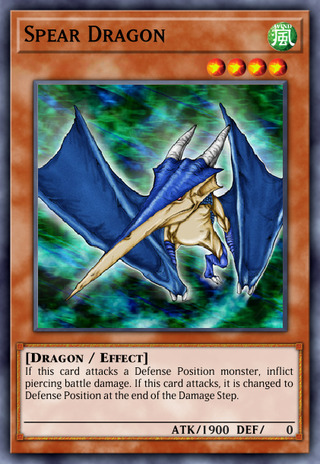 Spear Dragon
WIND
風
[Dragon / Effect]
If this card attacks a Defense Position monster, inflict
piercing battle damage. If this card attacks, it is changed to
Defense Position at the end of the Damage Step.
ATK/1900 DEF/ 0